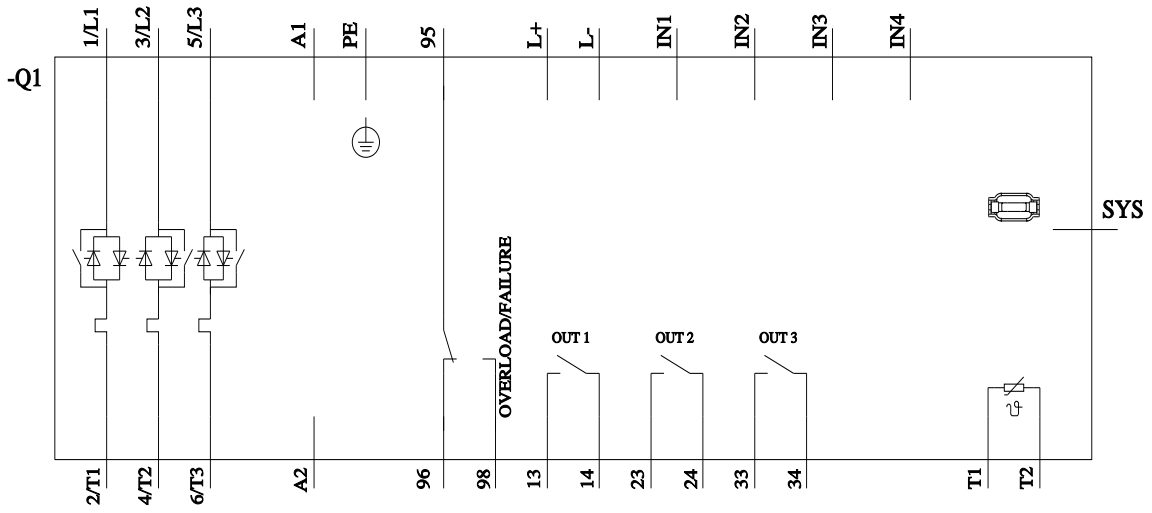 1/L1
3/L2
5/L3
A1
PE
95
L+
L-
IN1
IN2
IN3
IN4
-Q1
SYS
OVERLOAD/FAILURE
OUT 1
OUT 2
OUT 3
ϑ
2/T1
4/T2
6/T3
A2
96
98
13
14
23
24
33
34
T1
T2